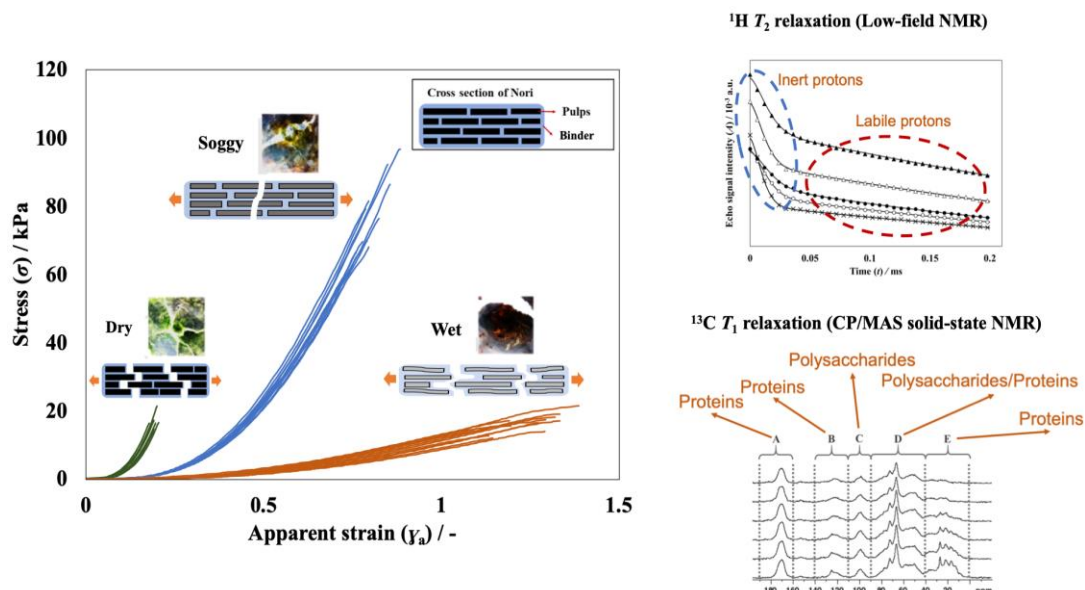 120
100
80
60
40
20
0
Stress (σ) / kPa
0
0.5
1
1.5
Apparent strain (γa) / -
Cross section of Nori
Pulps
Binder
Soggy
Dry
Wet
¹H T₂ relaxation (Low-field NMR)
Inert protons
Labile protons
Echo signal intensity (A) / 10⁻³ a.u.
0
0.05
0.1
0.15
0.2
Time (t) / ms
¹³C T₁ relaxation (CP/MAS solid-state NMR)
Polysaccharides
Proteins
Polysaccharides/Proteins
Proteins
Proteins
A
B
C
D
E